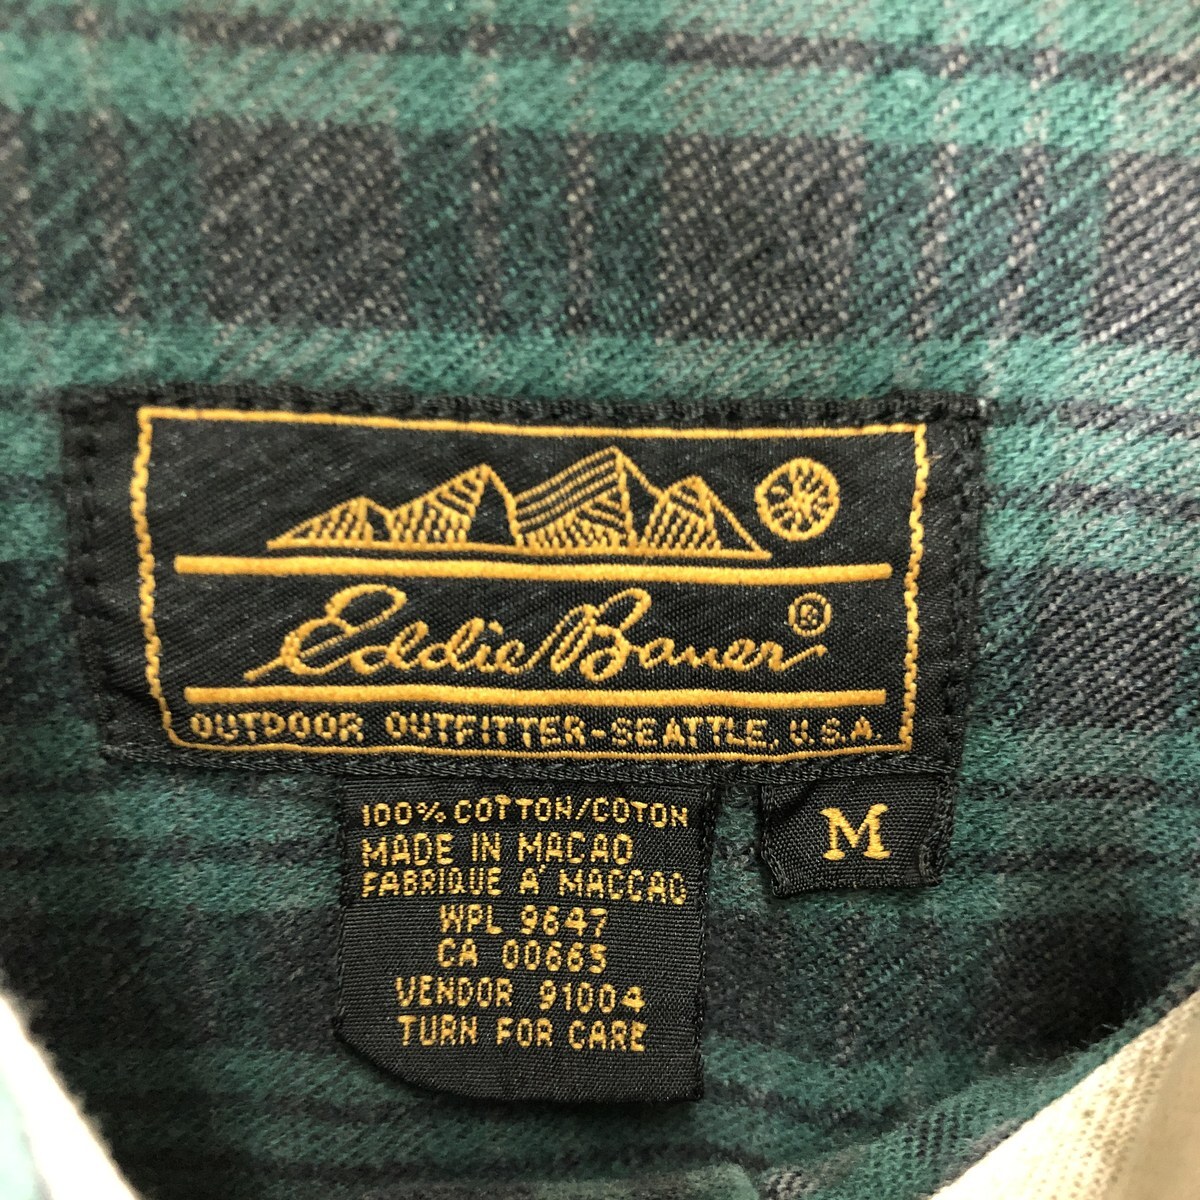 Eddie Bauer®
OUTDOOR OUTFITTER-SEATTLE, U.S.A.
100% COTTON/COTON
MADE IN MACAO
FABRIQUE A' MACCAO
WPL 9647
CA 00665
VENDOR 91004
TURN FOR CARE
M